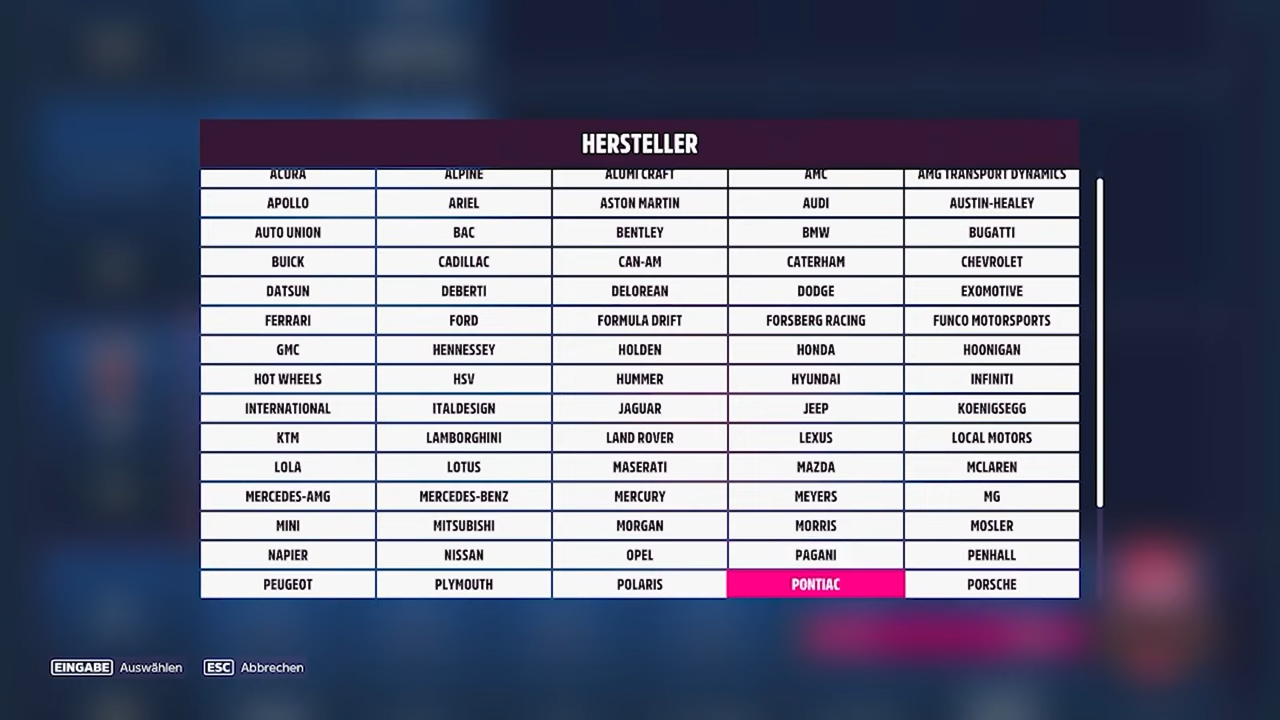 HERSTELLER
ACURA ALPINE ALUMI CRAFT AMC AMG TRANSPORT DYNAMICS
APOLLO ARIEL ASTON MARTIN AUDI AUSTIN-HEALEY
AUTO UNION BAC BENTLEY BMW BUGATTI
BUICK CADILLAC CAN-AM CATERHAM CHEVROLET
DATSUN DEBERTI DELOREAN DODGE EXOMOTIVE
FERRARI FORD FORMULA DRIFT FORSBERG RACING FUNCO MOTORSPORTS
GMC HENNESSEY HOLDEN HONDA HOONIGAN
HOT WHEELS HSV HUMMER HYUNDAI INFINITI
INTERNATIONAL ITALDESIGN JAGUAR JEEP KOENIGSEGG
KTM LAMBORGHINI LAND ROVER LEXUS LOCAL MOTORS
LOLA LOTUS MASERATI MAZDA MCLAREN
MERCEDES-AMG MERCEDES-BENZ MERCURY MEYERS MG
MINI MITSUBISHI MORGAN MORRIS MOSLER
NAPIER NISSAN OPEL PAGANI PENHALL
PEUGEOT PLYMOUTH POLARIS PONTIAC PORSCHE
EINGABE Auswählen ESC Abbrechen